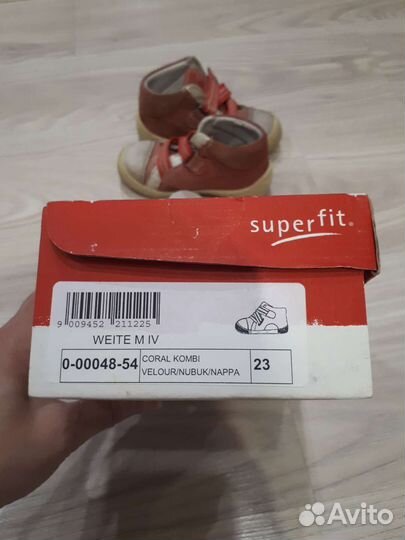 superfit®
9 009452 211225
WEITE M IV
0-00048-54
CORAL KOMBI
VELOUR/NUBUK/NAPPA
23
Avito